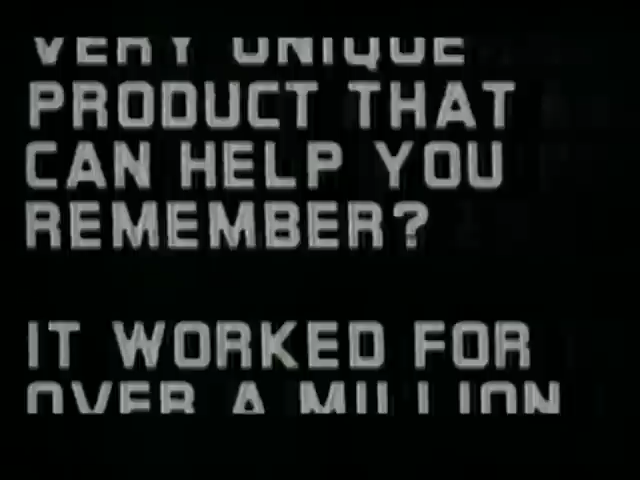 VERY UNIQUE
PRODUCT THAT
CAN HELP YOU
REMEMBER?
IT WORKED FOR
OVER A MILLION